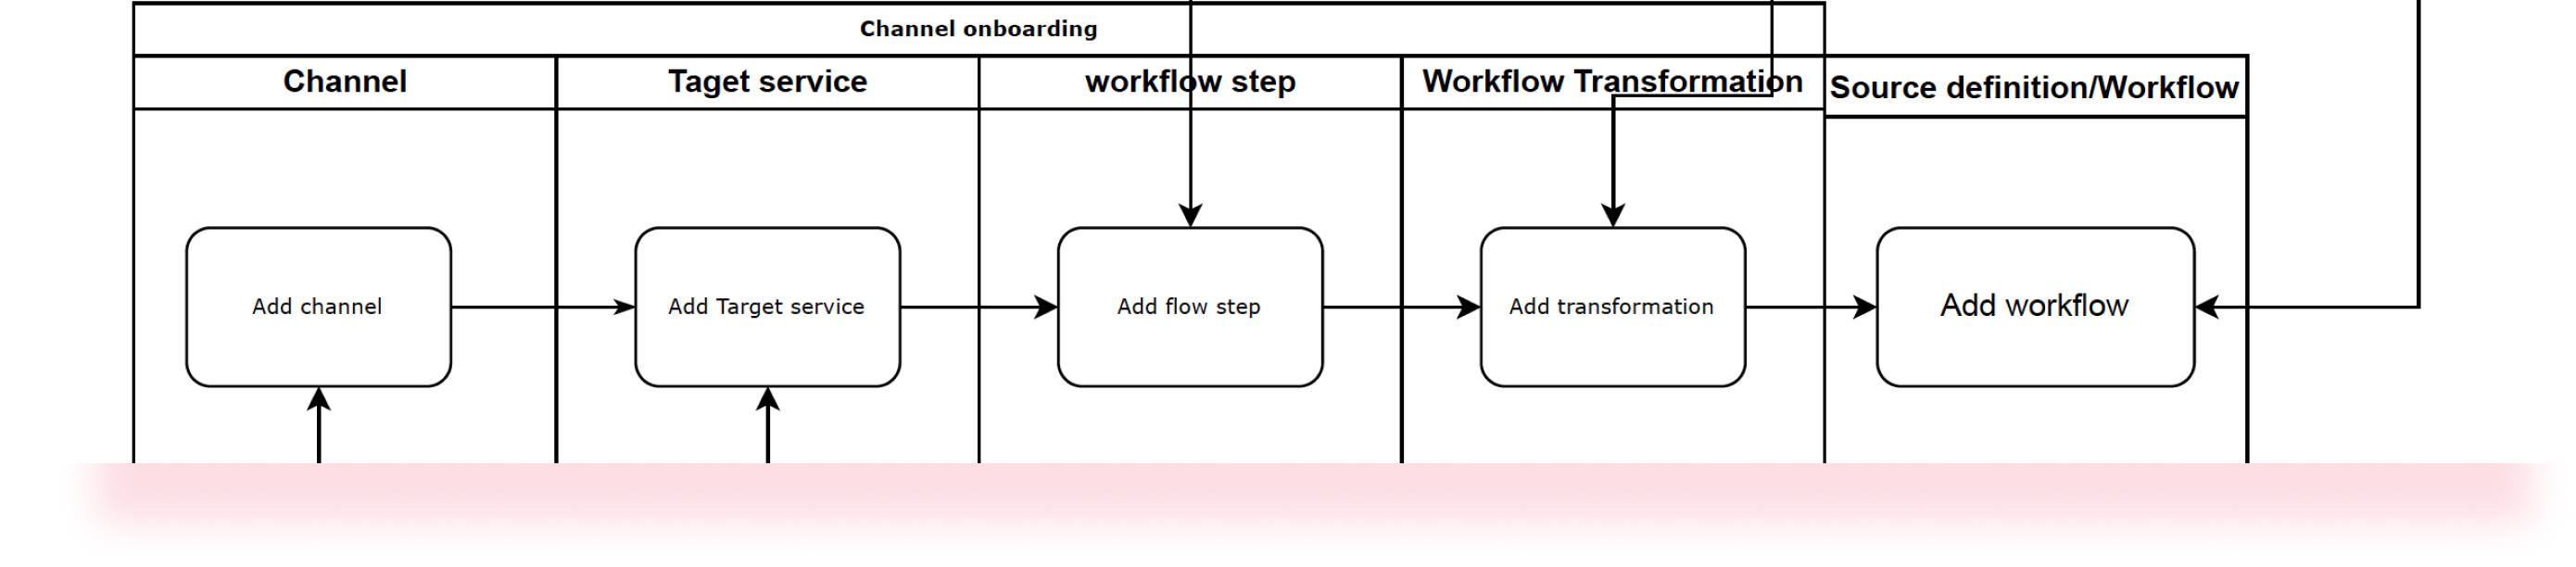 Channel onboarding
Channel
Taget service
workflow step
Workflow Transformation
Source definition/Workflow
Add channel
Add Target service
Add flow step
Add transformation
Add workflow